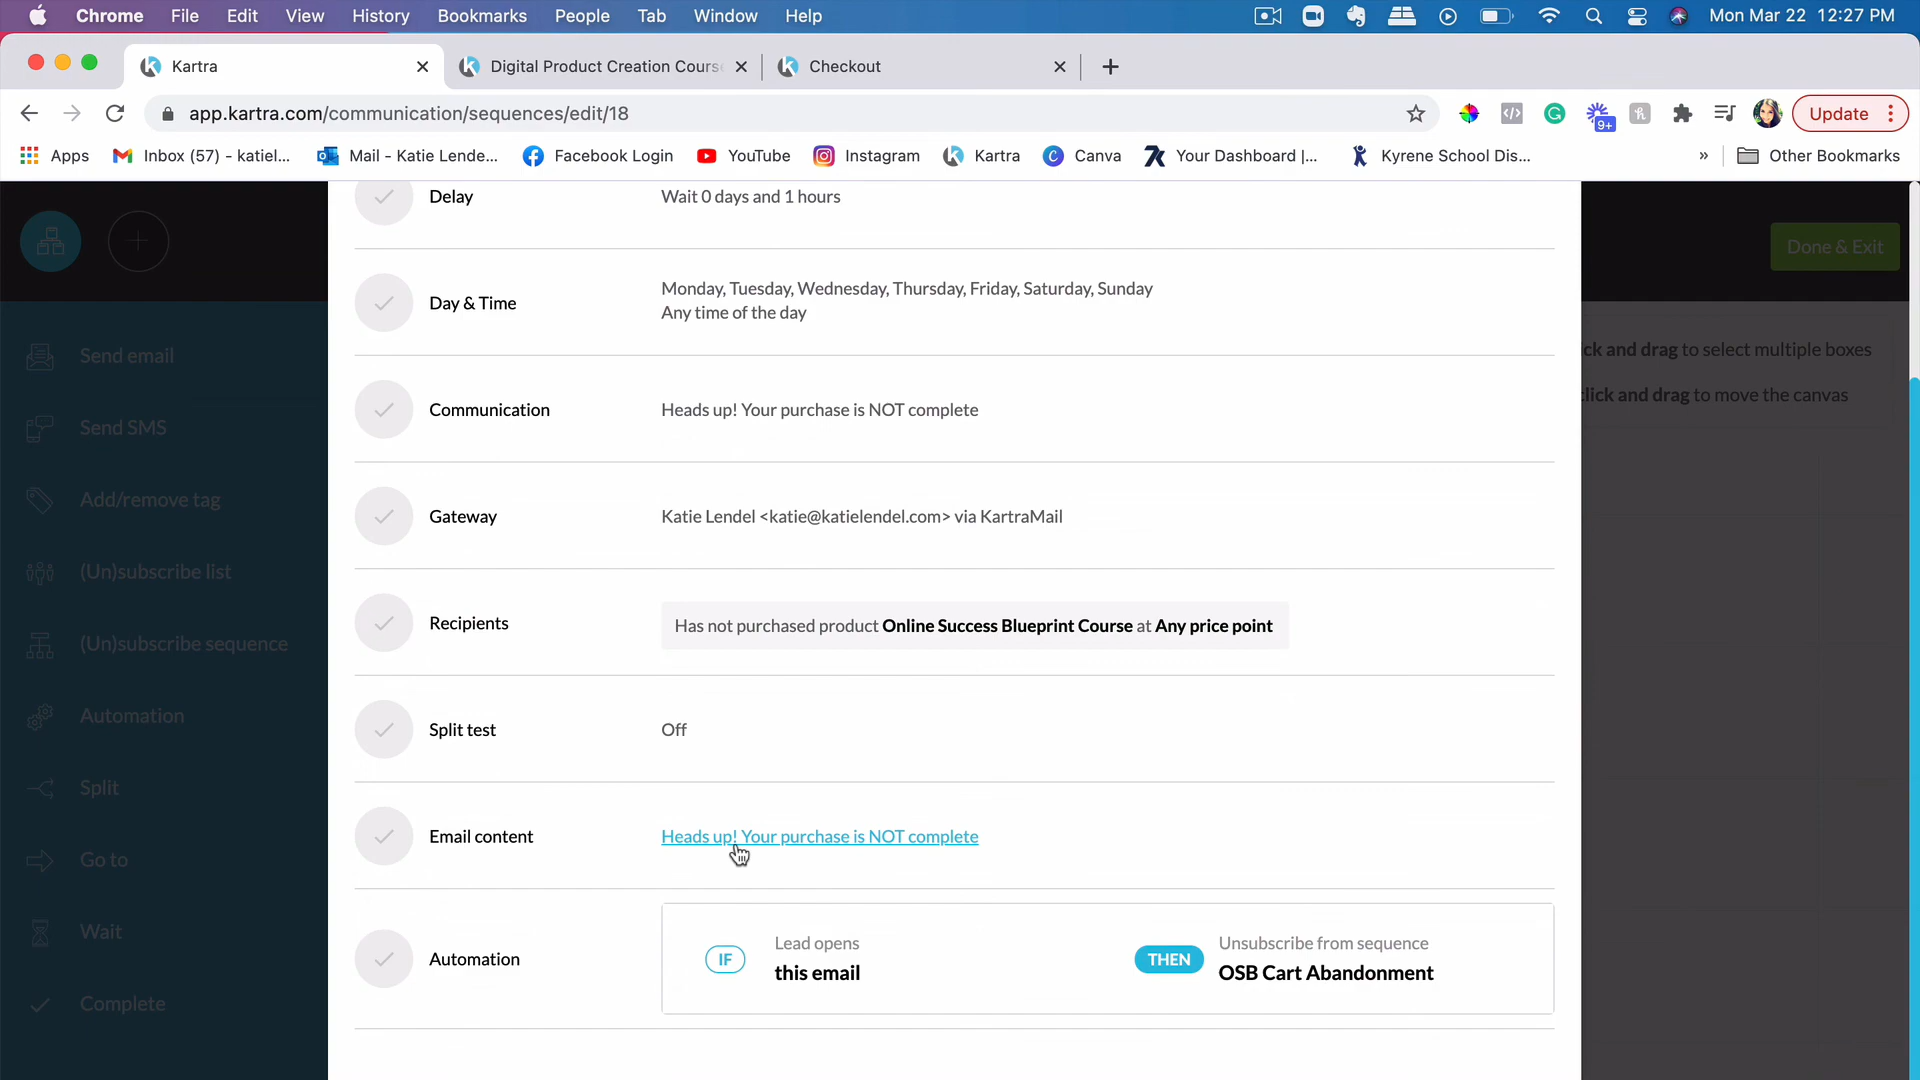 Chrome File Edit View History Bookmarks People Tab Window Help Mon Mar 22 12:27 PM
Kartra Digital Product Creation Cours Checkout
app.kartra.com/communication/sequences/edit/18 9+ Update
Apps Inbox (57) - katiel... Mail - Katie Lende... Facebook Login YouTube Instagram Kartra Canva Your Dashboard |... Kyrene School Dis... » Other Bookmarks
Delay Wait 0 days and 1 hours
Done & Exit
Day & Time Monday, Tuesday, Wednesday, Thursday, Friday, Saturday, Sunday
Any time of the day
Send email
ick and drag to select multiple boxes
click and drag to move the canvas
Communication Heads up! Your purchase is NOT complete
Send SMS
Add/remove tag
Gateway Katie Lendel <katie@katielendel.com> via KartraMail
(Un)subscribe list
Recipients Has not purchased product Online Success Blueprint Course at Any price point
(Un)subscribe sequence
Automation
Split test Off
Split
Email content Heads up! Your purchase is NOT complete
Go to
Wait
Automation IF Lead opens
this email
THEN Unsubscribe from sequence
OSB Cart Abandonment
Complete